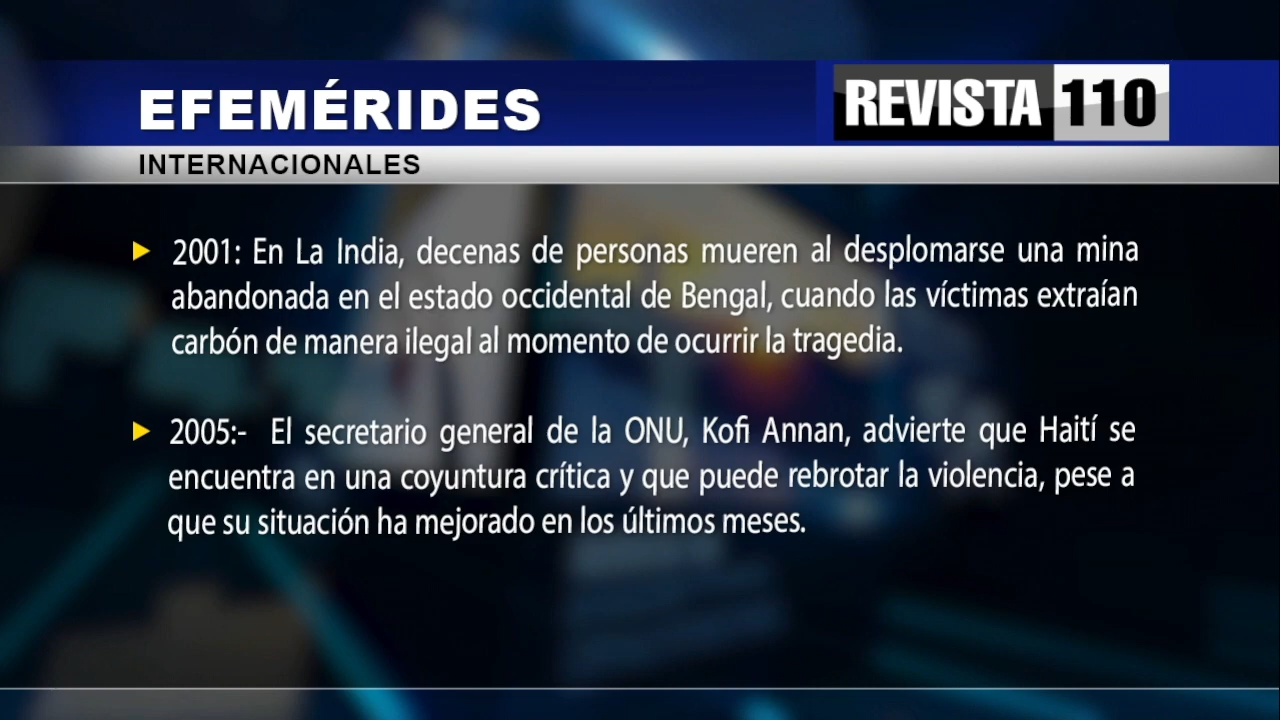 EFEMÉRIDES
REVISTA 110
INTERNACIONALES
2001: En La India, decenas de personas mueren al desplomarse una mina
abandonada en el estado occidental de Bengal, cuando las víctimas extraían
carbón de manera ilegal al momento de ocurrir la tragedia.
2005:- El secretario general de la ONU, Kofi Annan, advierte que Haití se
encuentra en una coyuntura crítica y que puede rebrotar la violencia, pese a
que su situación ha mejorado en los últimos meses.